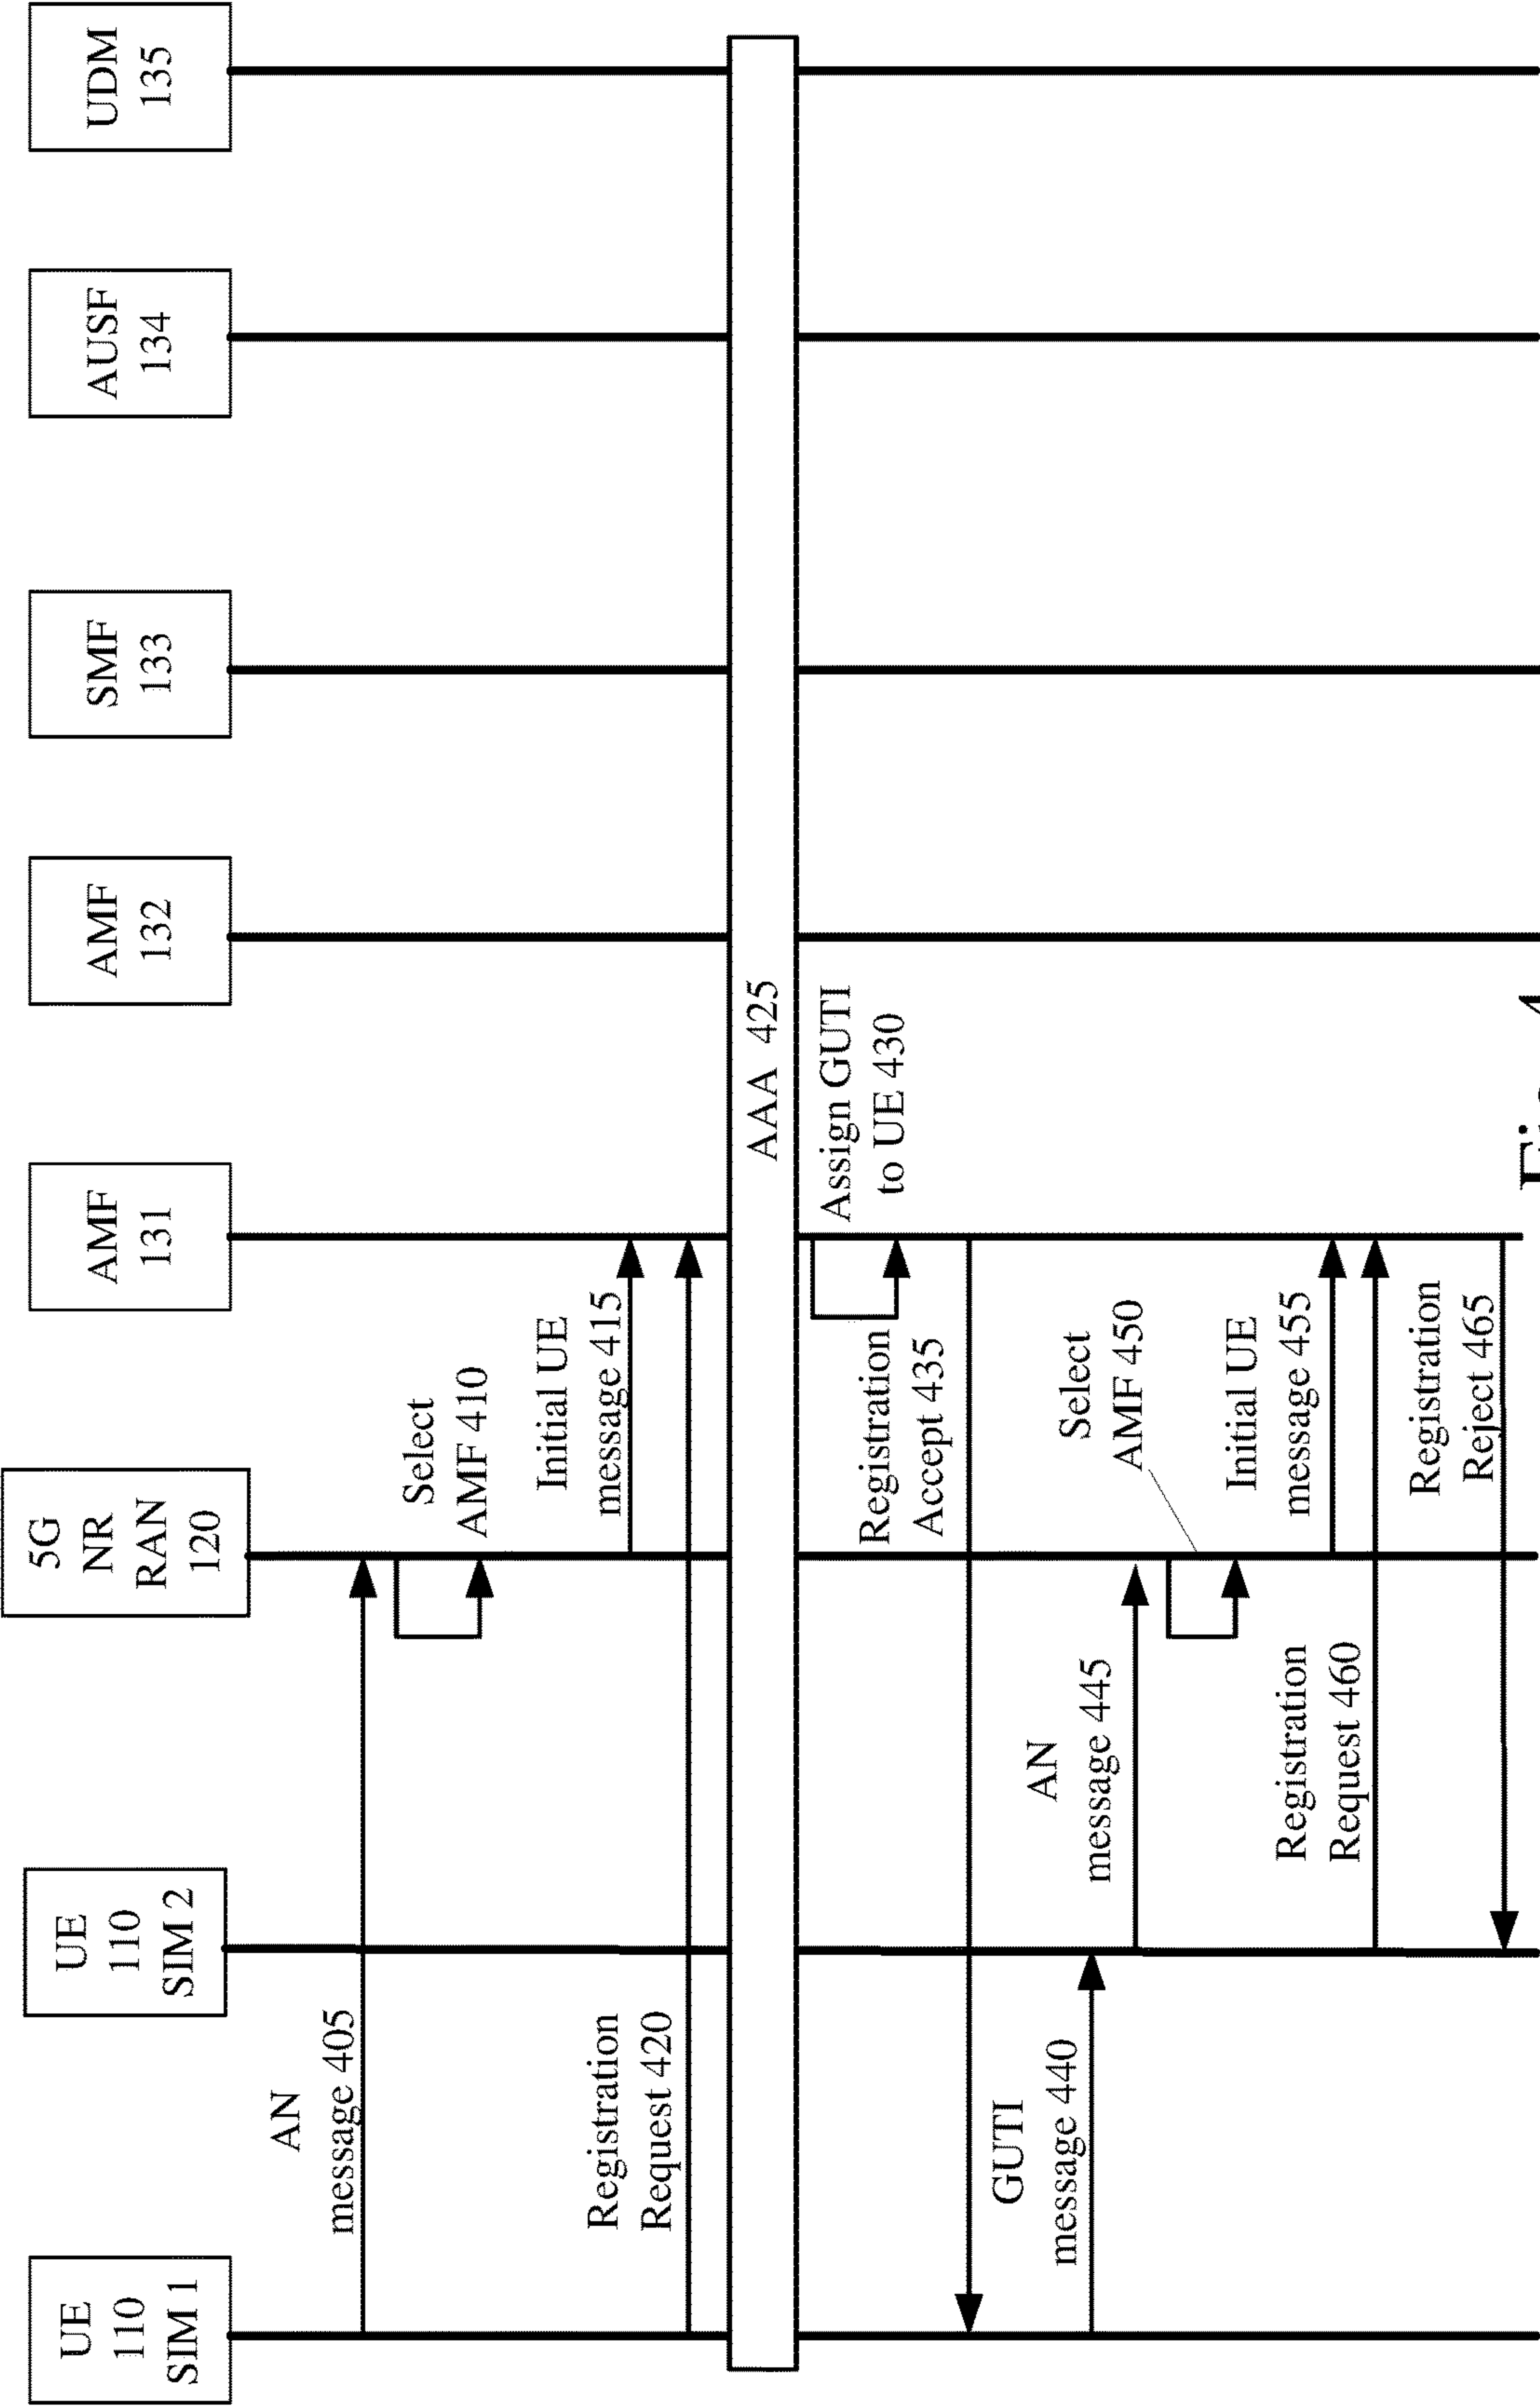 UE
110
SIM 1
UE
110
SIM 2
5G
NR
RAN
120
AMF
131
AMF
132
SMF
133
AUSF
134
UDM
135
AN
message 405
Select
AMF 410
Initial UE
message 415
Registration
Request 420
AAA 425
Assign GUTI
to UE 430
Registration
Accept 435
GUTI
message 440
AN
message 445
Select
AMF 450
Initial UE
message 455
Registration
Request 460
Registration
Reject 465